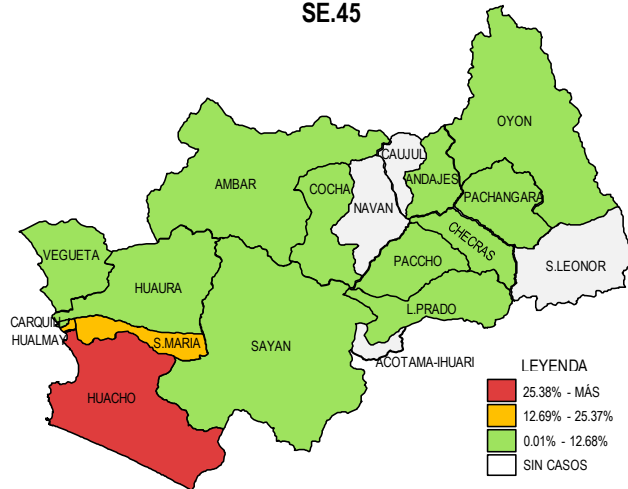 SE.45
OYON
CAUJUL
ANDAJES
AMBAR
COCHA
NAVAN
PACHANGARA
CHECRAS
VEGUETA
PACCHO
S.LEONOR
HUAURA
L.PRADO
CARQUIN
HUALMAY
S.MARIA
SAYAN
ACOTAMA-IHUARI
HUACHO
LEYENDA
25.38% - MÁS
12.69% - 25.37%
0.01% - 12.68%
SIN CASOS